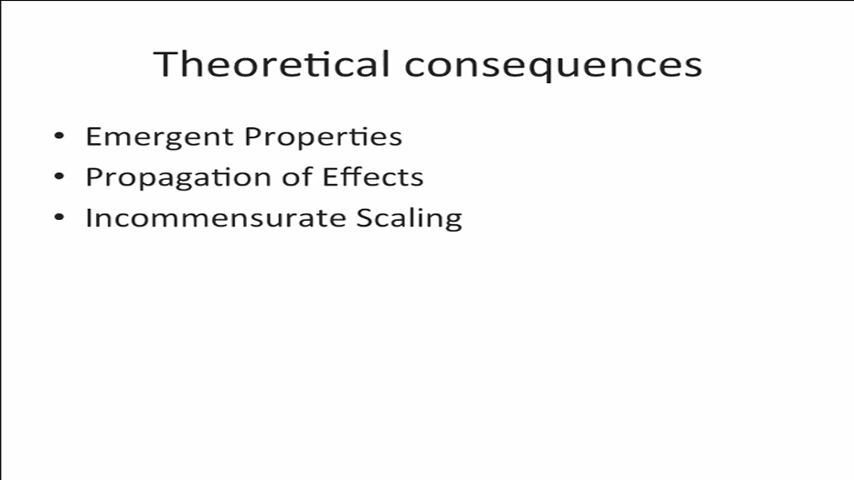 Theoretical consequences
• Emergent Properties
• Propagation of Effects
• Incommensurate Scaling